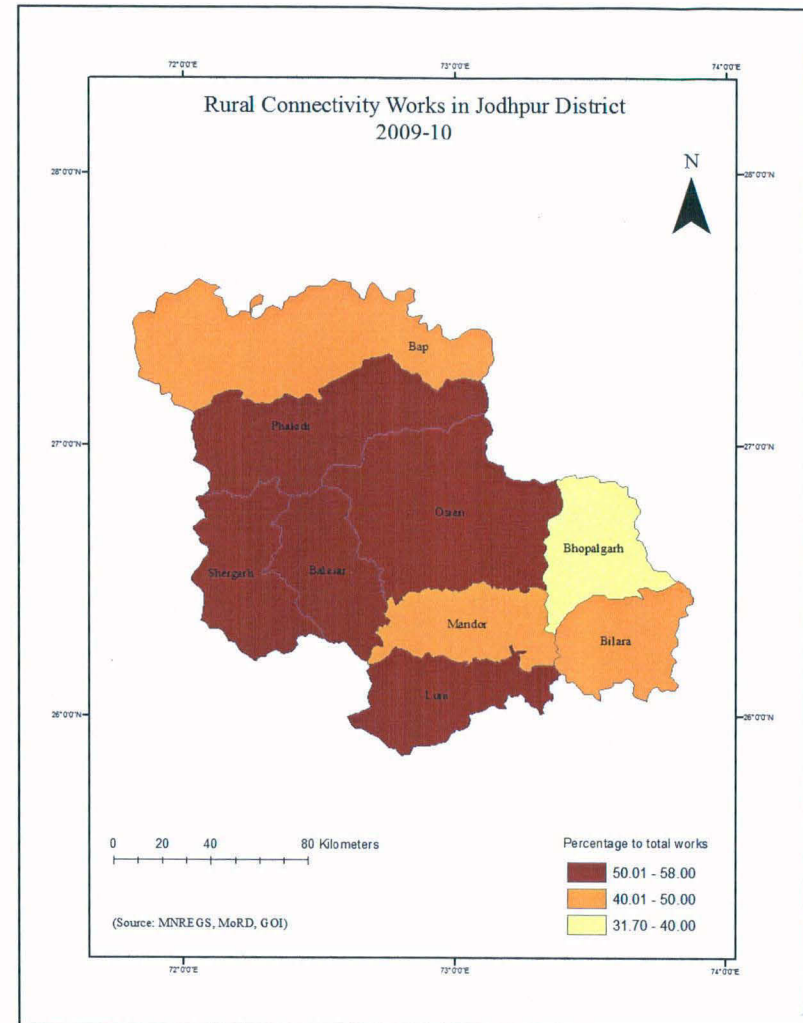 72°0'0"E
73°0'0"E
74°0'0"E
Rural Connectivity Works in Jodhpur District
2009-10
N
28°0'0"N
28°0'0"N
Bap
Phalodi
27°0'0"N
27°0'0"N
Osien
Bhopalgarh
Shergarh
Balesar
Mandor
Bilara
Luni
26°0'0"N
26°0'0"N
0 20 40 80 Kilometers
Percentage to total works
50.01 - 58.00
40.01 - 50.00
31.70 - 40.00
(Source: MNREGS, MoRD, GOI)
72°0'0"E
73°0'0"E
74°0'0"E